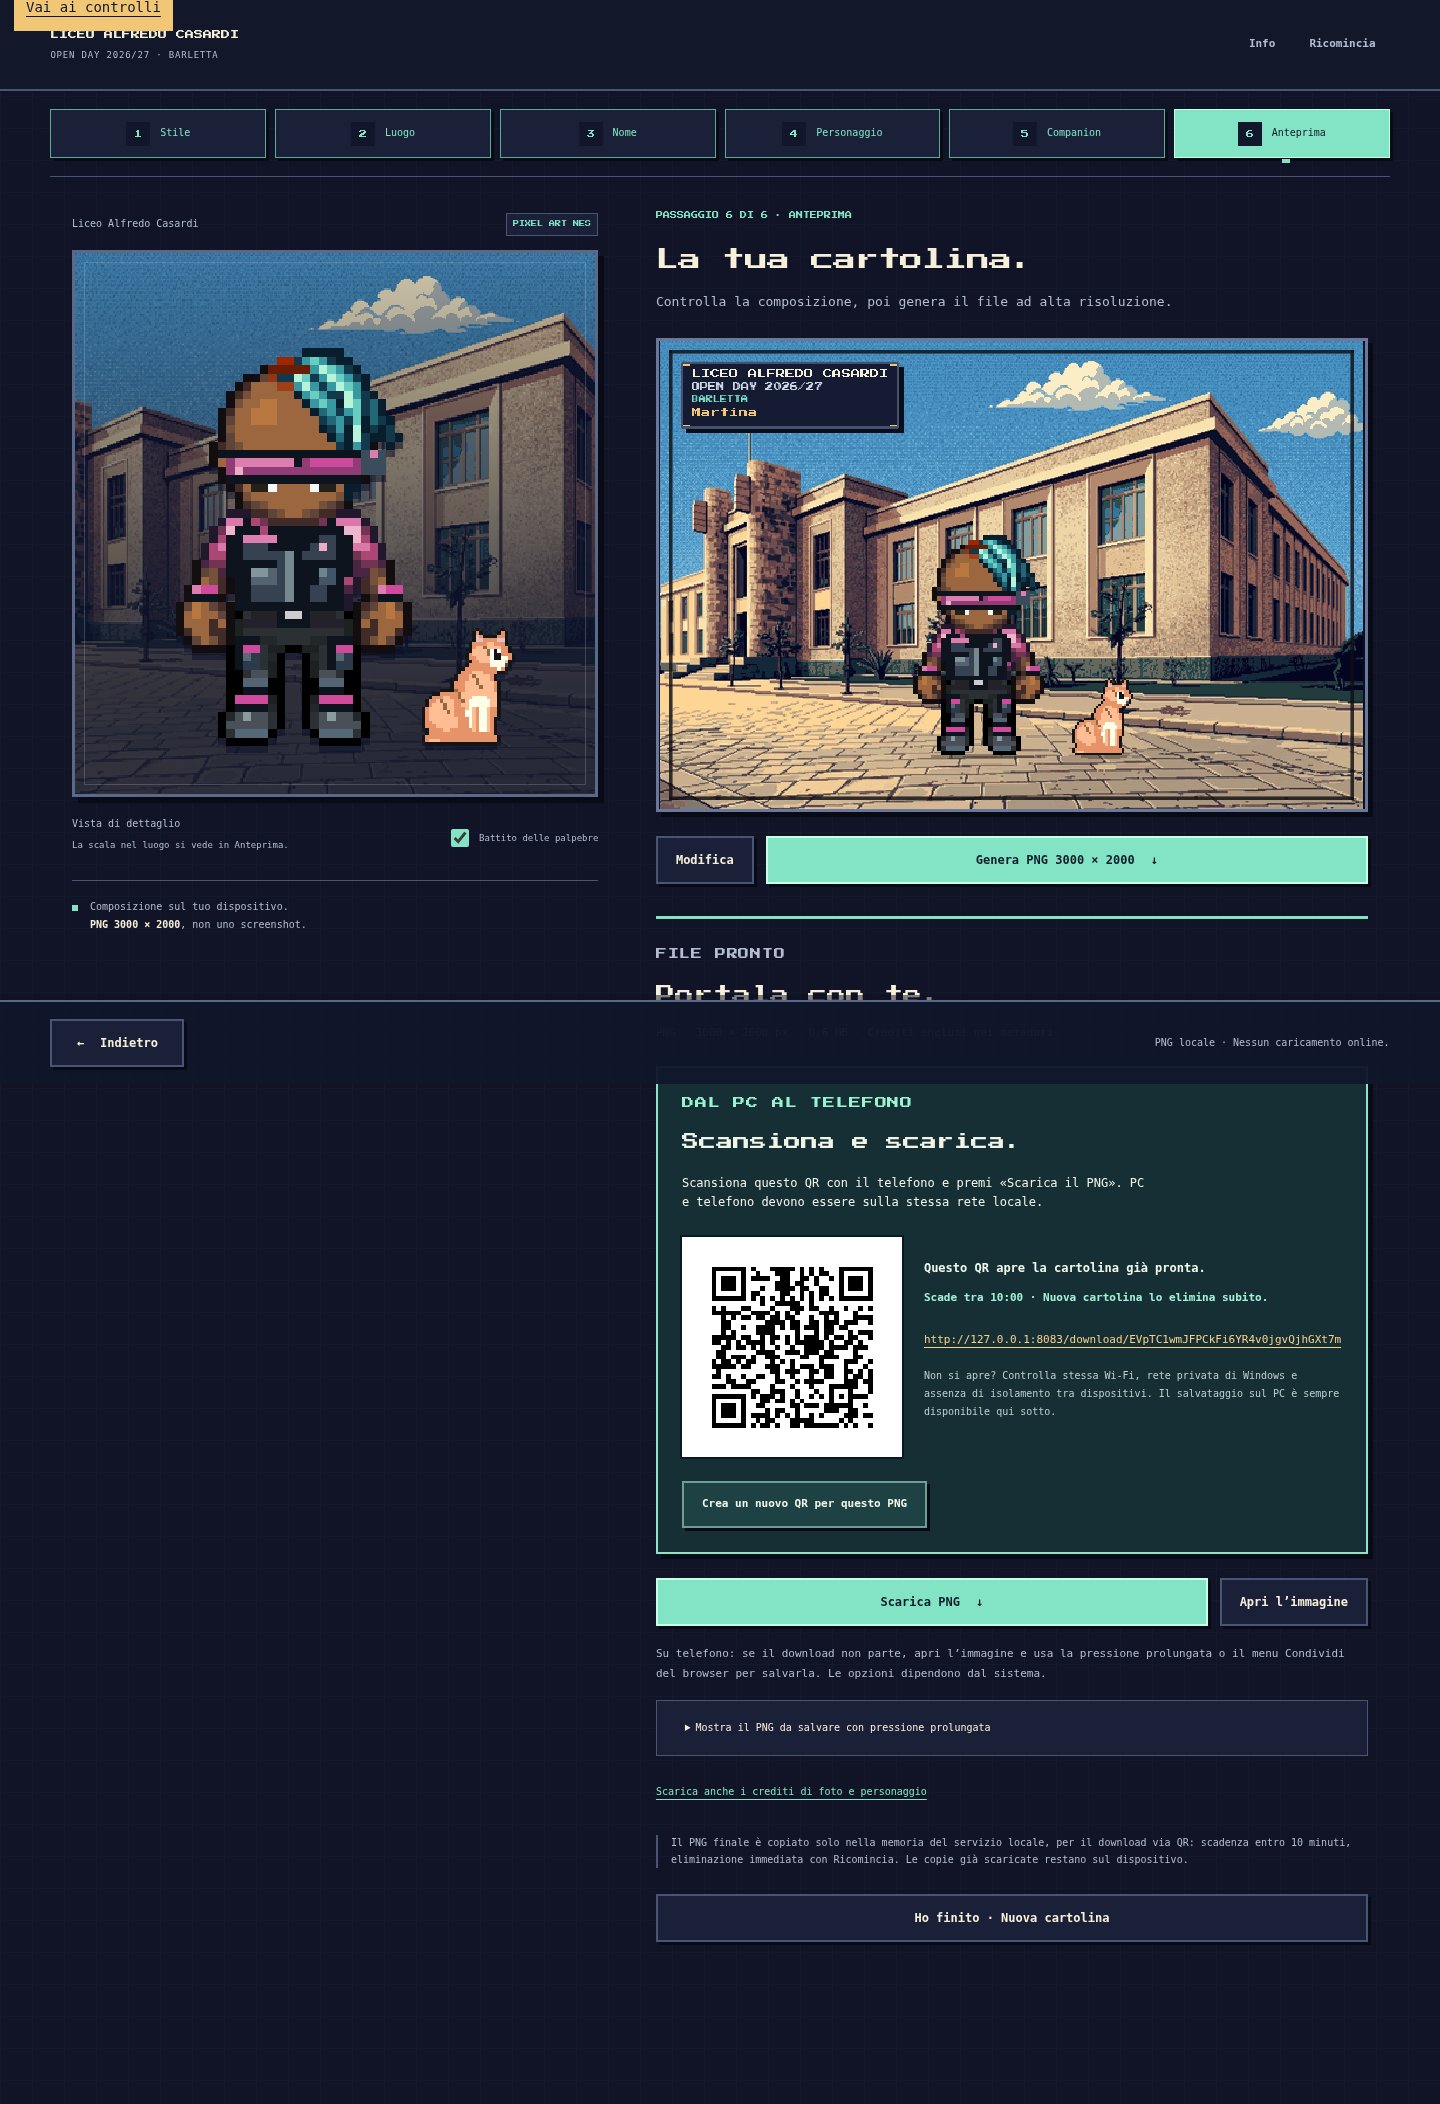 Vai ai controlli
LICEO ALFREDO CASARDI
OPEN DAY 2026/27 · BARLETTA
Info
Ricomincia
1 Stile
2 Luogo
3 Nome
4 Personaggio
5 Companion
6 Anteprima
Liceo Alfredo Casardi
PIXEL ART NES
Vista di dettaglio
La scala nel luogo si vede in Anteprima.
Battito delle palpebre
Composizione sul tuo dispositivo.
PNG 3000 × 2000, non uno screenshot.
PASSAGGIO 6 DI 6 · ANTEPRIMA
La tua cartolina.
Controlla la composizione, poi genera il file ad alta risoluzione.
LICEO ALFREDO CASARDI
OPEN DAY 2026/27
BARLETTA
Martina
Modifica
Genera PNG 3000 × 2000 ↓
FILE PRONTO
Portala con te.
← Indietro
PNG locale · Nessun caricamento online.
DAL PC AL TELEFONO
Scansiona e scarica.
Scansiona questo QR con il telefono e premi «Scarica il PNG». PC
e telefono devono essere sulla stessa rete locale.
Questo QR apre la cartolina già pronta.
Scade tra 10:00 · Nuova cartolina lo elimina subito.
http://127.0.0.1:8083/download/EVpTC1wmJFPCkFi6YR4v0jgvQjhGXt7m
Non si apre? Controlla stessa Wi-Fi, rete privata di Windows e
assenza di isolamento tra dispositivi. Il salvataggio sul PC è sempre
disponibile qui sotto.
Crea un nuovo QR per questo PNG
Scarica PNG ↓
Apri l’immagine
Su telefono: se il download non parte, apri l’immagine e usa la pressione prolungata o il menu Condividi
del browser per salvarla. Le opzioni dipendono dal sistema.
Mostra il PNG da salvare con pressione prolungata
Scarica anche i crediti di foto e personaggio
Il PNG finale è copiato solo nella memoria del servizio locale, per il download via QR: scadenza entro 10 minuti,
eliminazione immediata con Ricomincia. Le copie già scaricate restano sul dispositivo.
Ho finito · Nuova cartolina